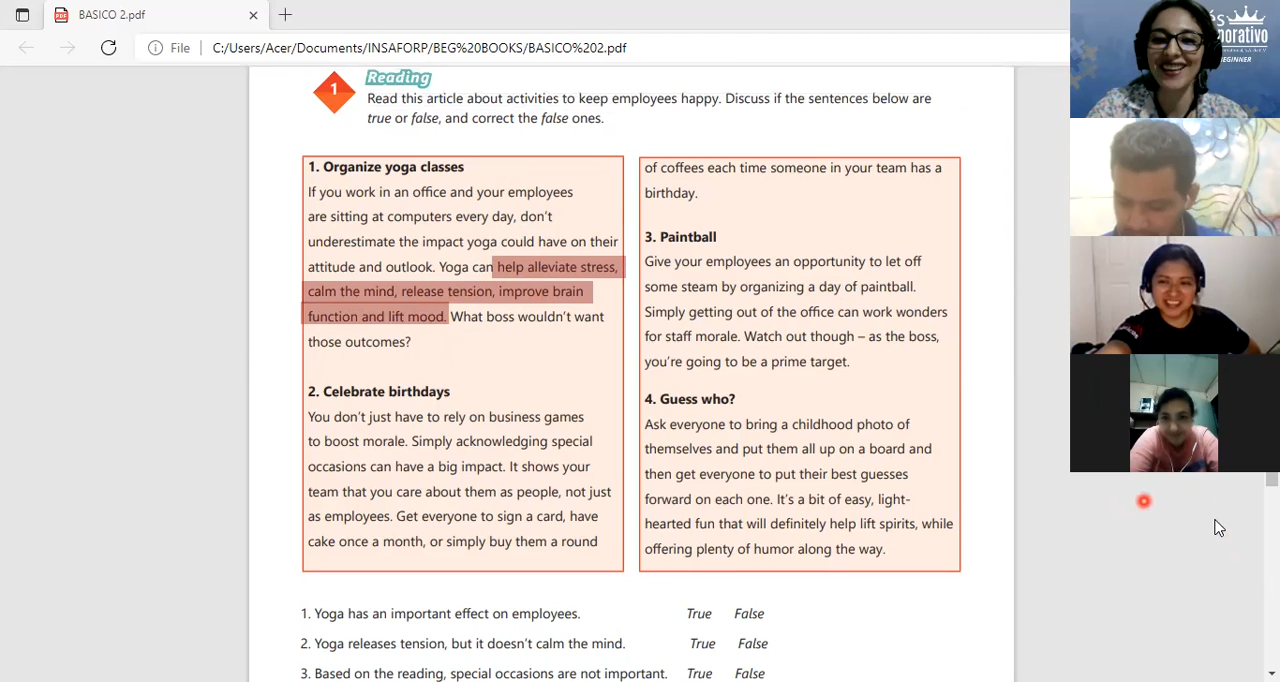 BASICO 2.pdf
File
C:/Users/Acer/Documents/INSAFORP/BEG%20BOOKS/BASICO%202.pdf
1
Reading
Read this article about activities to keep employees happy. Discuss if the sentences below are
true or false, and correct the false ones.
1. Organize yoga classes
If you work in an office and your employees
are sitting at computers every day, don't
underestimate the impact yoga could have on their
attitude and outlook. Yoga can help alleviate stress,
calm the mind, release tension, improve brain
function and lift mood. What boss wouldn't want
those outcomes?
2. Celebrate birthdays
You don't just have to rely on business games
to boost morale. Simply acknowledging special
occasions can have a big impact. It shows your
team that you care about them as people, not just
as employees. Get everyone to sign a card, have
cake once a month, or simply buy them a round
of coffees each time someone in your team has a
birthday.
3. Paintball
Give your employees an opportunity to let off
some steam by organizing a day of paintball.
Simply getting out of the office can work wonders
for staff morale. Watch out though – as the boss,
you're going to be a prime target.
4. Guess who?
Ask everyone to bring a childhood photo of
themselves and put them all up on a board and
then get everyone to put their best guesses
forward on each one. It's a bit of easy, light-
hearted fun that will definitely help lift spirits, while
offering plenty of humor along the way.
1. Yoga has an important effect on employees. True False
2. Yoga releases tension, but it doesn't calm the mind. True False
3. Based on the reading, special occasions are not important. True False